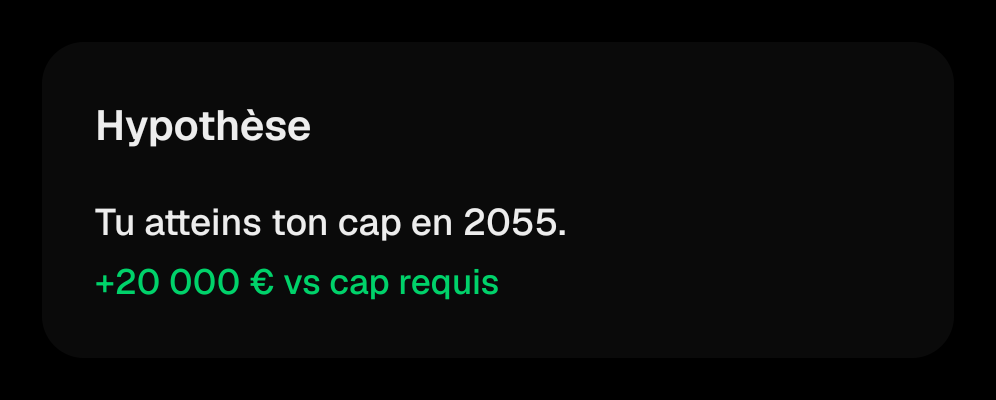 Hypothèse
Tu atteins ton cap en 2055.
+20 000 € vs cap requis